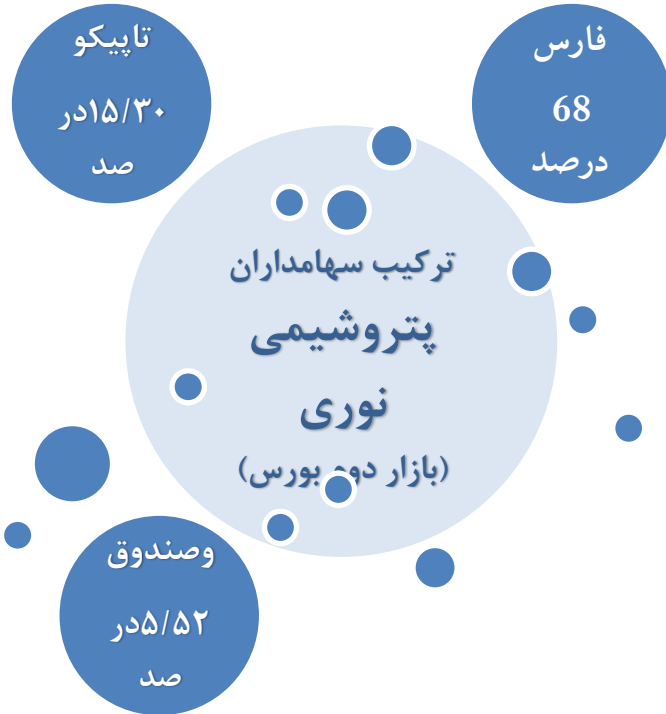 فارس
68
درصد
تاپیکو
۱۵/۳۰در
صد
ترکیب سهامداران
پتروشیمی
نوری
(بازار دوم بورس)
وصندوق
۵/۵۲در
صد